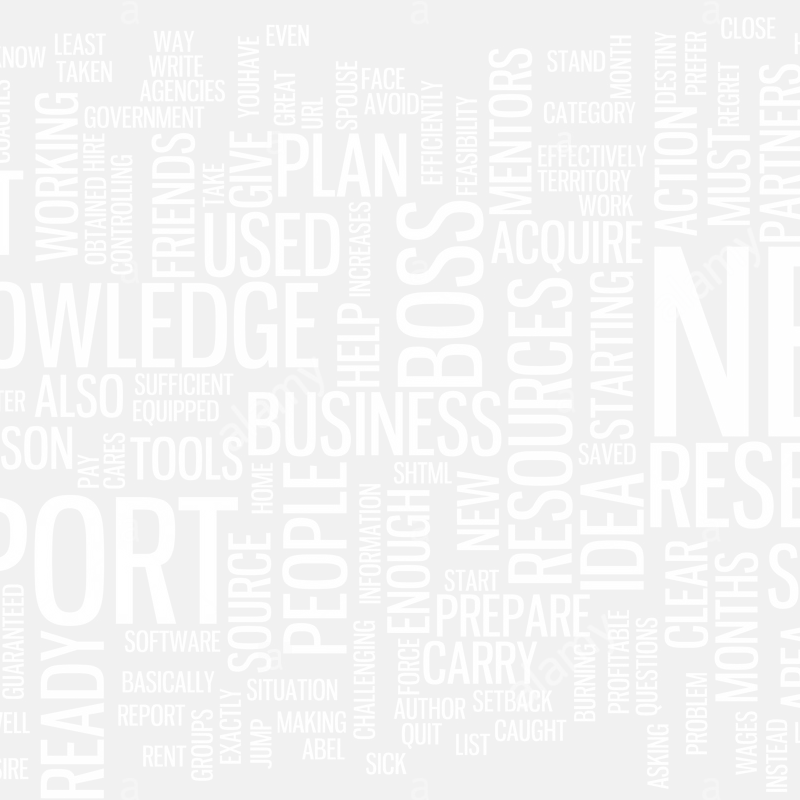 CLOSE
EVEN
WAY
LEAST
KNOW
WRITE
TAKEN
YOUHAVE
STAND
MONTH
DESTINY
PREFER
REGRET
FACE
SPOUSE
AGENCIES
AVOID
GREAT
URL
GOVERNMENT
CATEGORY
EFFICIENTLY
FEASIBILITY
MENTORS
PARTNERS
COACHES
WORKING
OBTAINED HIRE
CONTROLLING
FRIENDS
TAKE
GIVE
PLAN
EFFECTIVELY
TERRITORY
WORK
ACTION
MUST
USED
INCREASES
BOSS
ACQUIRE
OWLEDGE
HELP
RESOURCES
STARTING
NE
ALSO
SUFFICIENT
EQUIPPED
BUSINESS
SON
PAY
CARES
TOOLS
SAVED
RESE
HOME
PEOPLE
SHTML
NEW
IDEA
PORT
INFORMATION
ENOUGH
SOURCE
START
PREPARE
CLEAR
MONTHS
GUARANTEED
READY
SOFTWARE
CHALLENGING
FORCE
CARRY
BURNING
PROFITABLE
QUESTIONS
AREA
BASICALLY
SITUATION
REPORT
EXACTLY
MAKING
AUTHOR
SETBACK
PROBLEM
GROUPS
JUMP
ABEL
QUIT
LIST
CAUGHT
RENT
SICK
ASKING
WAGES
INSTEAD
alamy
alamy
alamy